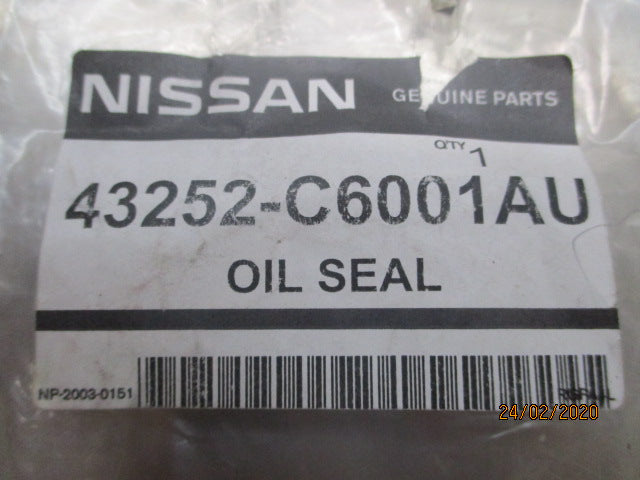 NISSAN GENUINE PARTS
QTY 1
43252-C6001AU
OIL SEAL
NP-2003-0151
24/02/2020